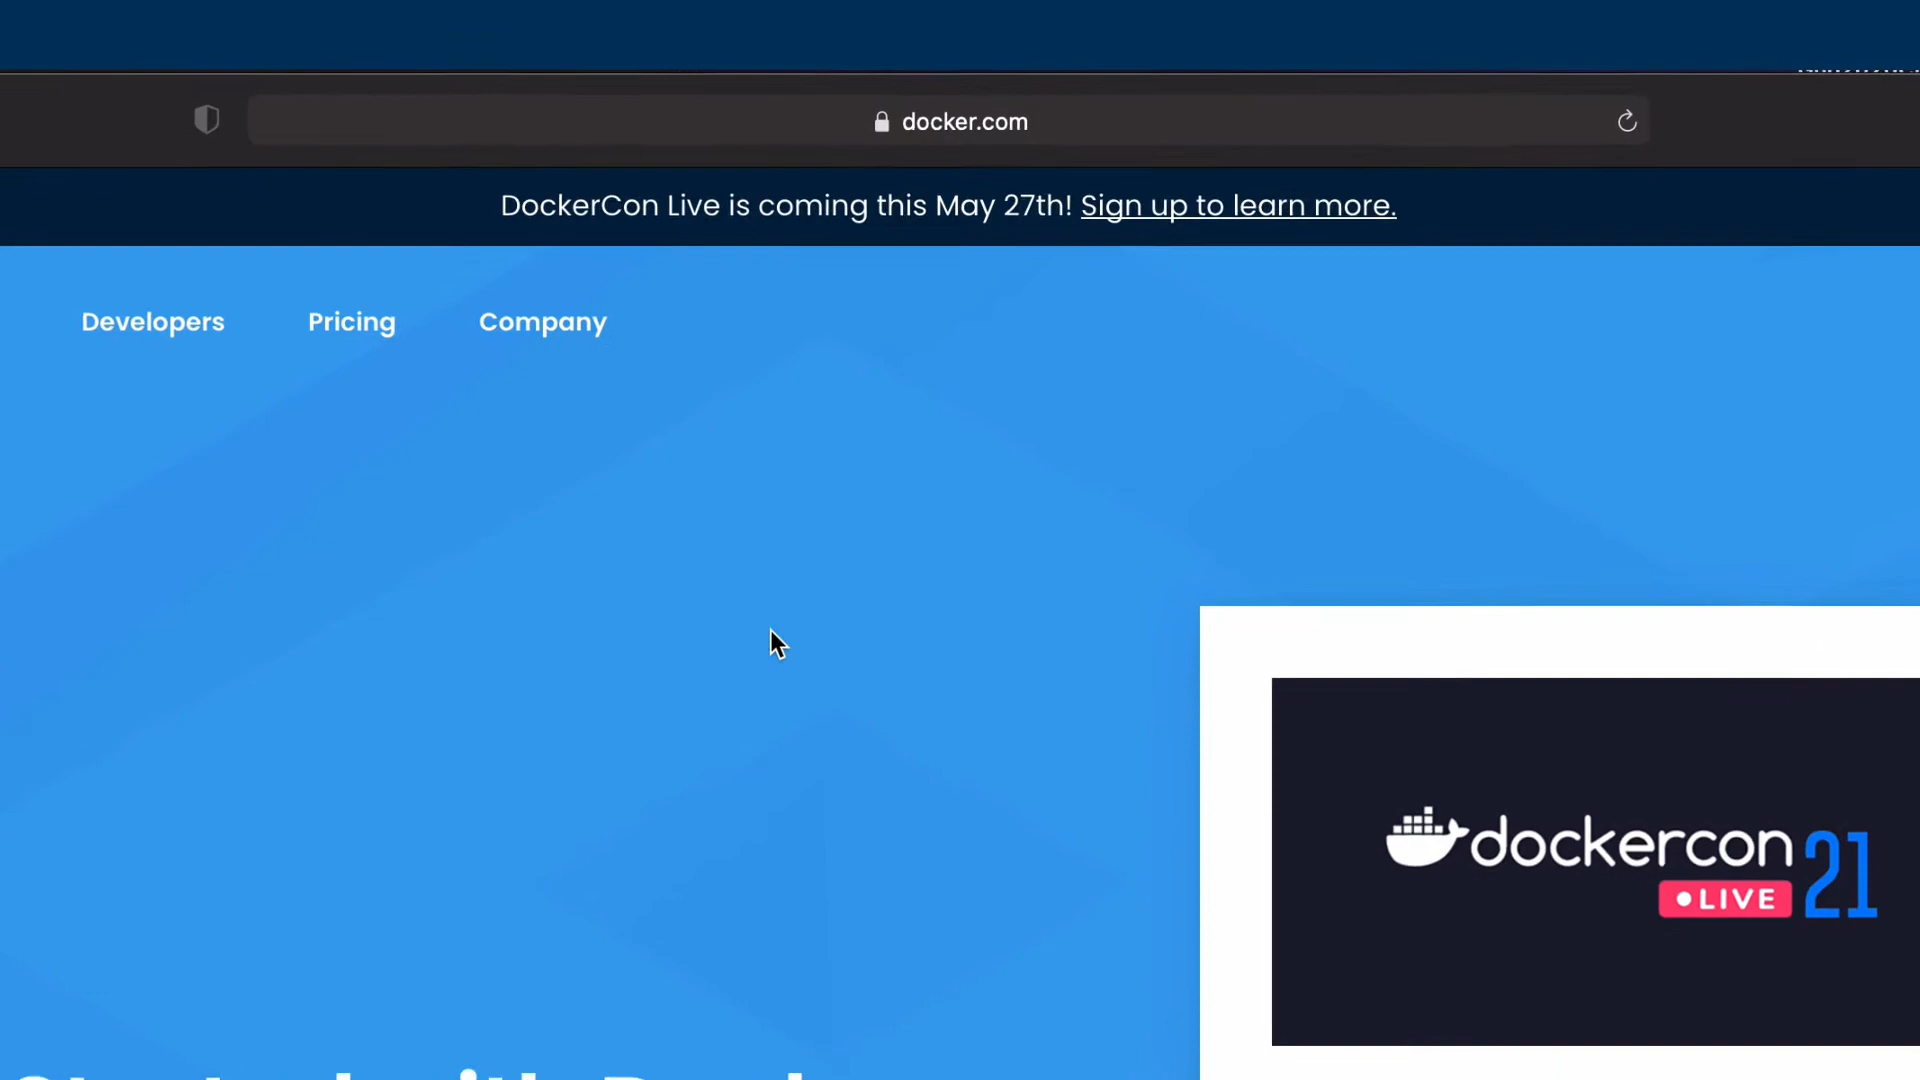 docker.com
DockerCon Live is coming this May 27th! Sign up to learn more.
Developers Pricing Company
dockercon 21
LIVE